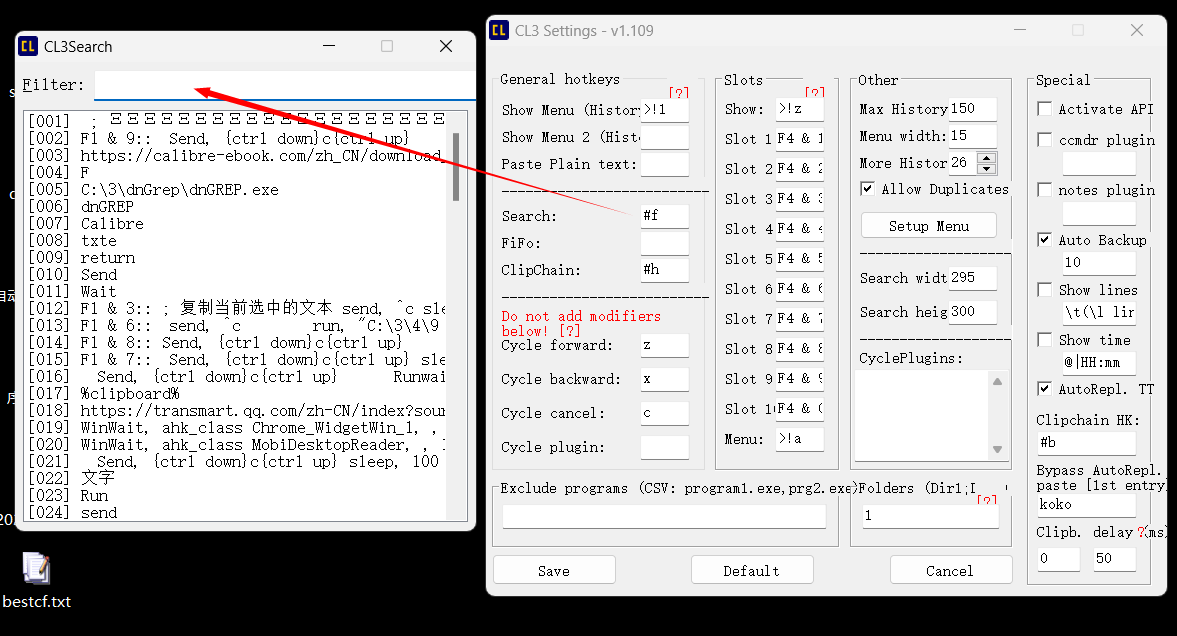 CL3Search
Filter:
[001] ;
[002] F1 & 9:: Send, {ctrl down}c{ctrl up}
[003] https://calibre-ebook.com/zh_CN/download_
[004] F
[005] C:\3\dnGrep\dnGREP.exe
[006] dnGREP
[007] Calibre
[008] txte
[009] return
[010] Send
[011] Wait
[012] F1 & 3:: ; 复制当前选中的文本 send, ^c sle
[013] F1 & 6:: send, ^c run, "C:\3\4\9
[014] F1 & 8:: Send, {ctrl down}c{ctrl up}
[015] F1 & 7:: Send, {ctrl down}c{ctrl up} sle
[016] Send, {ctrl down}c{ctrl up} Runwai
[017] %clipboard%
[018] https://transmart.qq.com/zh-CN/index?sour
[019] WinWait, ahk_class Chrome_WidgetWin_1, ,
[020] WinWait, ahk_class MobiDesktopReader, ,
[021] Send, {ctrl down}c{ctrl up} sleep, 100
[022] 文字
[023] Run
[024] send
bestcf.txt
CL3 Settings - v1.109
General hotkeys
[?]
Show Menu (Histor >!1
Show Menu 2 (Hist
Paste Plain text:
Search: #f
FiFo:
ClipChain: #h
Do not add modifiers
below! [?]
Cycle forward: z
Cycle backward: x
Cycle cancel: c
Cycle plugin:
Slots
[?]
Show: >!z
Slot 1 F4 & 1
Slot 2 F4 & 2
Slot 3 F4 & 3
Slot 4 F4 & 4
Slot 5 F4 & 5
Slot 6 F4 & 6
Slot 7 F4 & 7
Slot 8 F4 & 8
Slot 9 F4 & 9
Slot 1 F4 & 0
Menu: >!a
Other
Max History 150
Menu width: 15
More Histor 26
Allow Duplicates
Setup Menu
Search widt 295
Search heig 300
CyclePlugins:
Special
Activate API
ccmdr plugin
notes plugin
Auto Backup
10
Show lines
\t(\l lin
Show time
@|HH:mm
AutoRepl. TT
Clipchain HK:
#b
Bypass AutoRepl.
paste [1st entry]
koko
Clipb. delay ?(ms)
0 50
Exclude programs (CSV: program1.exe,prg2.exe)
Folders (Dir1;D
[?]
1
Save
Default
Cancel